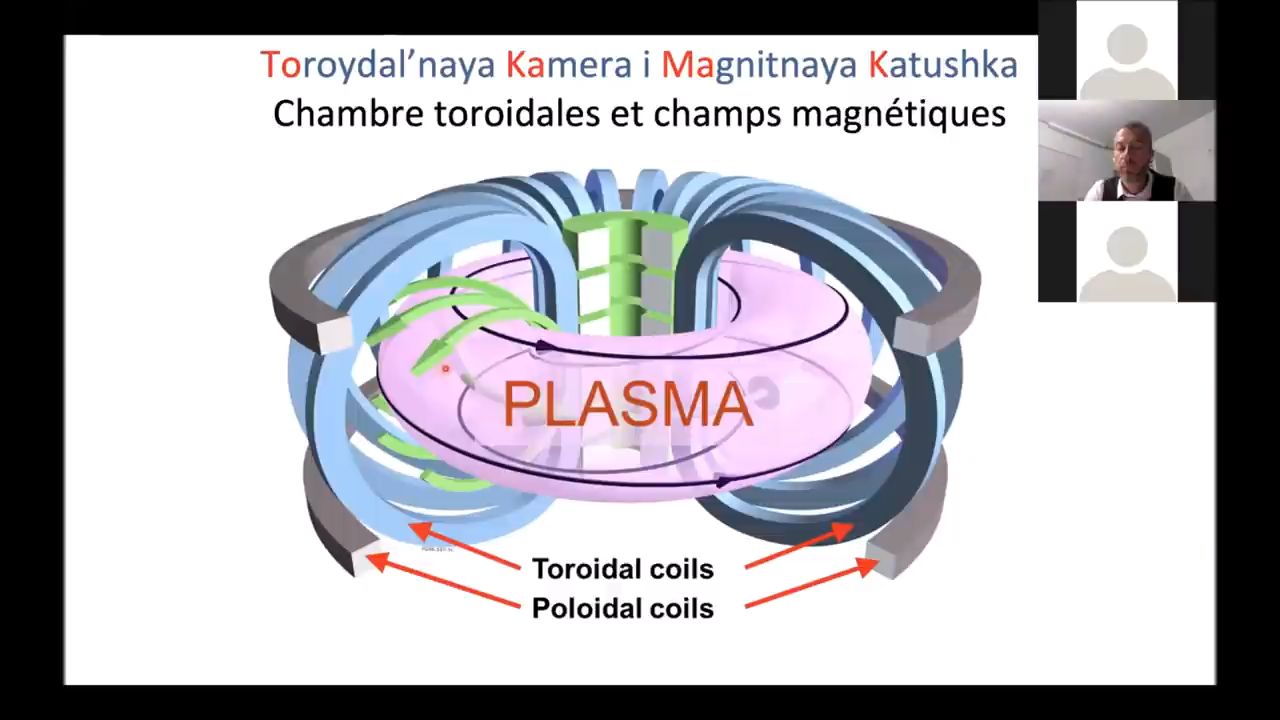 Toroydal’naya Kamera i Magnitnaya Katushka
Chambre toroidales et champs magnétiques
PLASMA
Toroidal coils
Poloidal coils